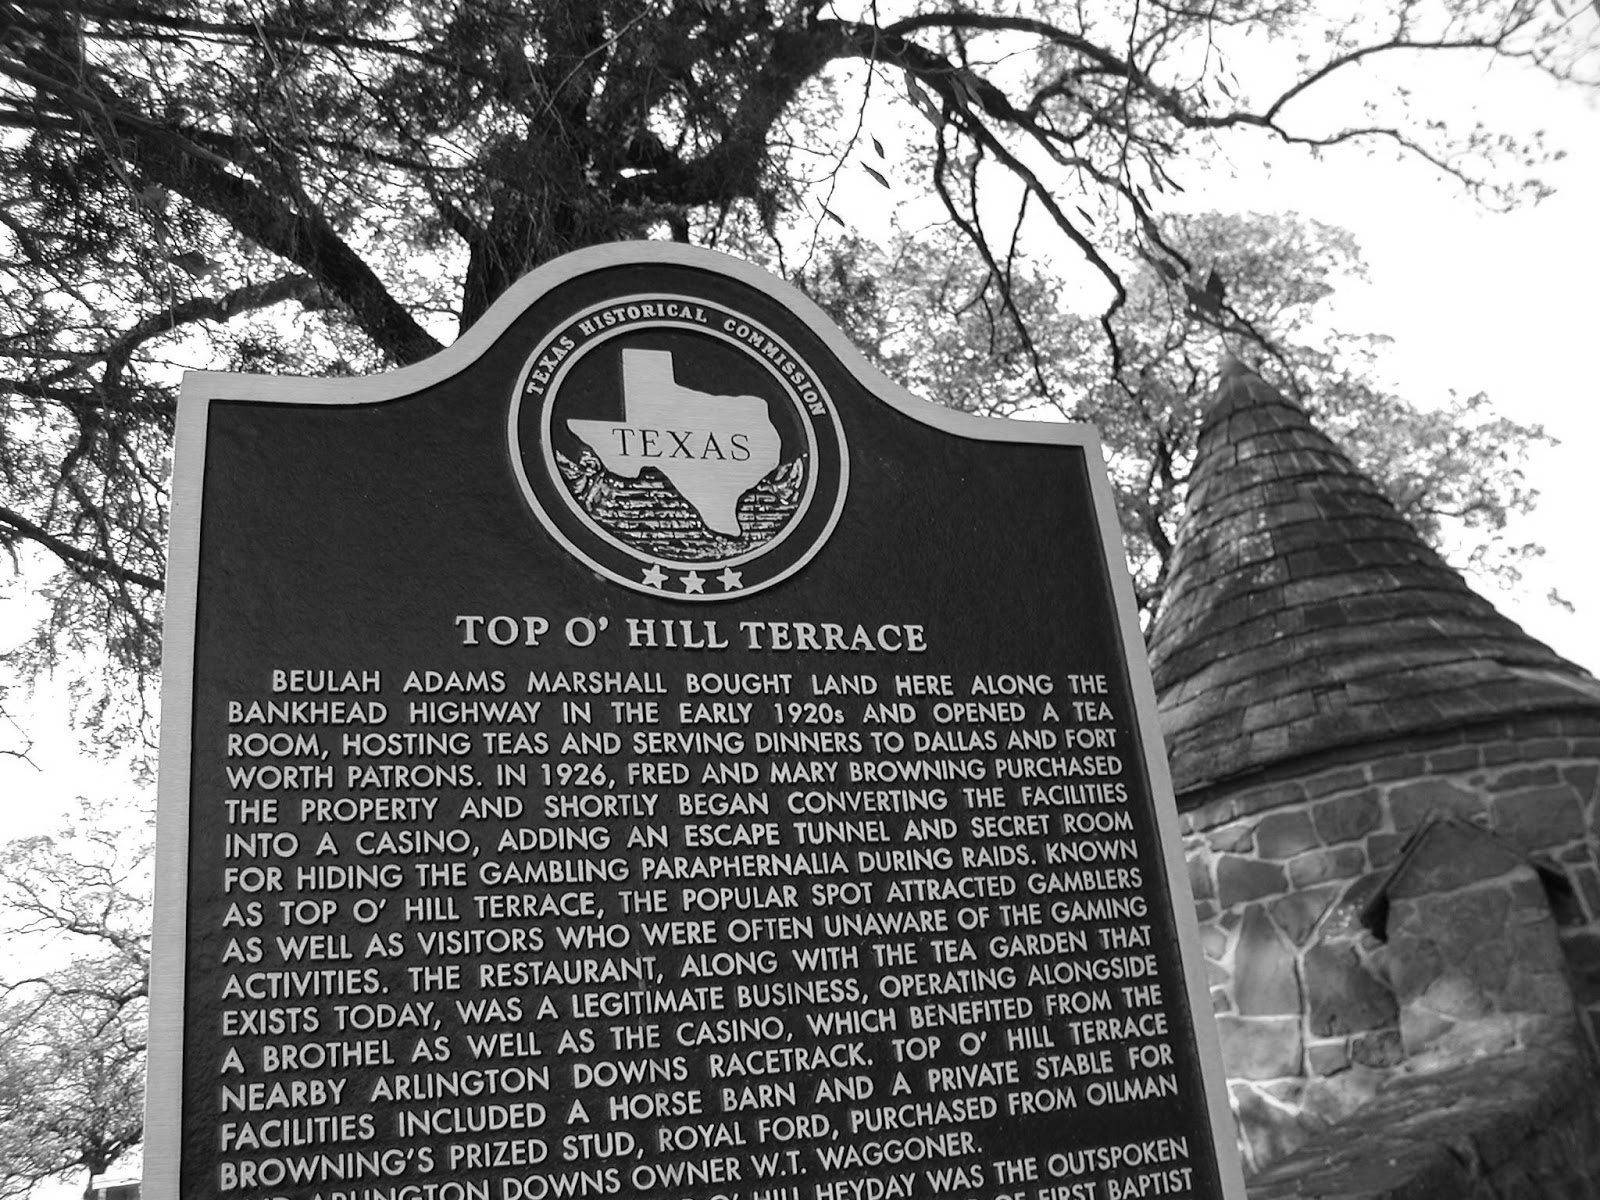 TEXAS HISTORICAL COMMISSION
TEXAS
TOP O' HILL TERRACE
BEULAH ADAMS MARSHALL BOUGHT LAND HERE ALONG THE
BANKHEAD HIGHWAY IN THE EARLY 1920s AND OPENED A TEA
ROOM, HOSTING TEAS AND SERVING DINNERS TO DALLAS AND FORT
WORTH PATRONS. IN 1926, FRED AND MARY BROWNING PURCHASED
THE PROPERTY AND SHORTLY BEGAN CONVERTING THE FACILITIES
INTO A CASINO, ADDING AN ESCAPE TUNNEL AND SECRET ROOM
FOR HIDING THE GAMBLING PARAPHERNALIA DURING RAIDS. KNOWN
AS TOP O' HILL TERRACE, THE POPULAR SPOT ATTRACTED GAMBLERS
AS WELL AS VISITORS WHO WERE OFTEN UNAWARE OF THE GAMING
ACTIVITIES. THE RESTAURANT, ALONG WITH THE TEA GARDEN THAT
EXISTS TODAY, WAS A LEGITIMATE BUSINESS, OPERATING ALONGSIDE
A BROTHEL AS WELL AS THE CASINO, WHICH BENEFITED FROM THE
NEARBY ARLINGTON DOWNS RACETRACK. TOP O' HILL TERRACE
FACILITIES INCLUDED A HORSE BARN AND A PRIVATE STABLE FOR
BROWNING'S PRIZED STUD, ROYAL FORD, PURCHASED FROM OILMAN
AND ARLINGTON DOWNS OWNER W.T. WAGGONER.
O' HILL HEYDAY WAS THE OUTSPOKEN
OF FIRST BAPTIST